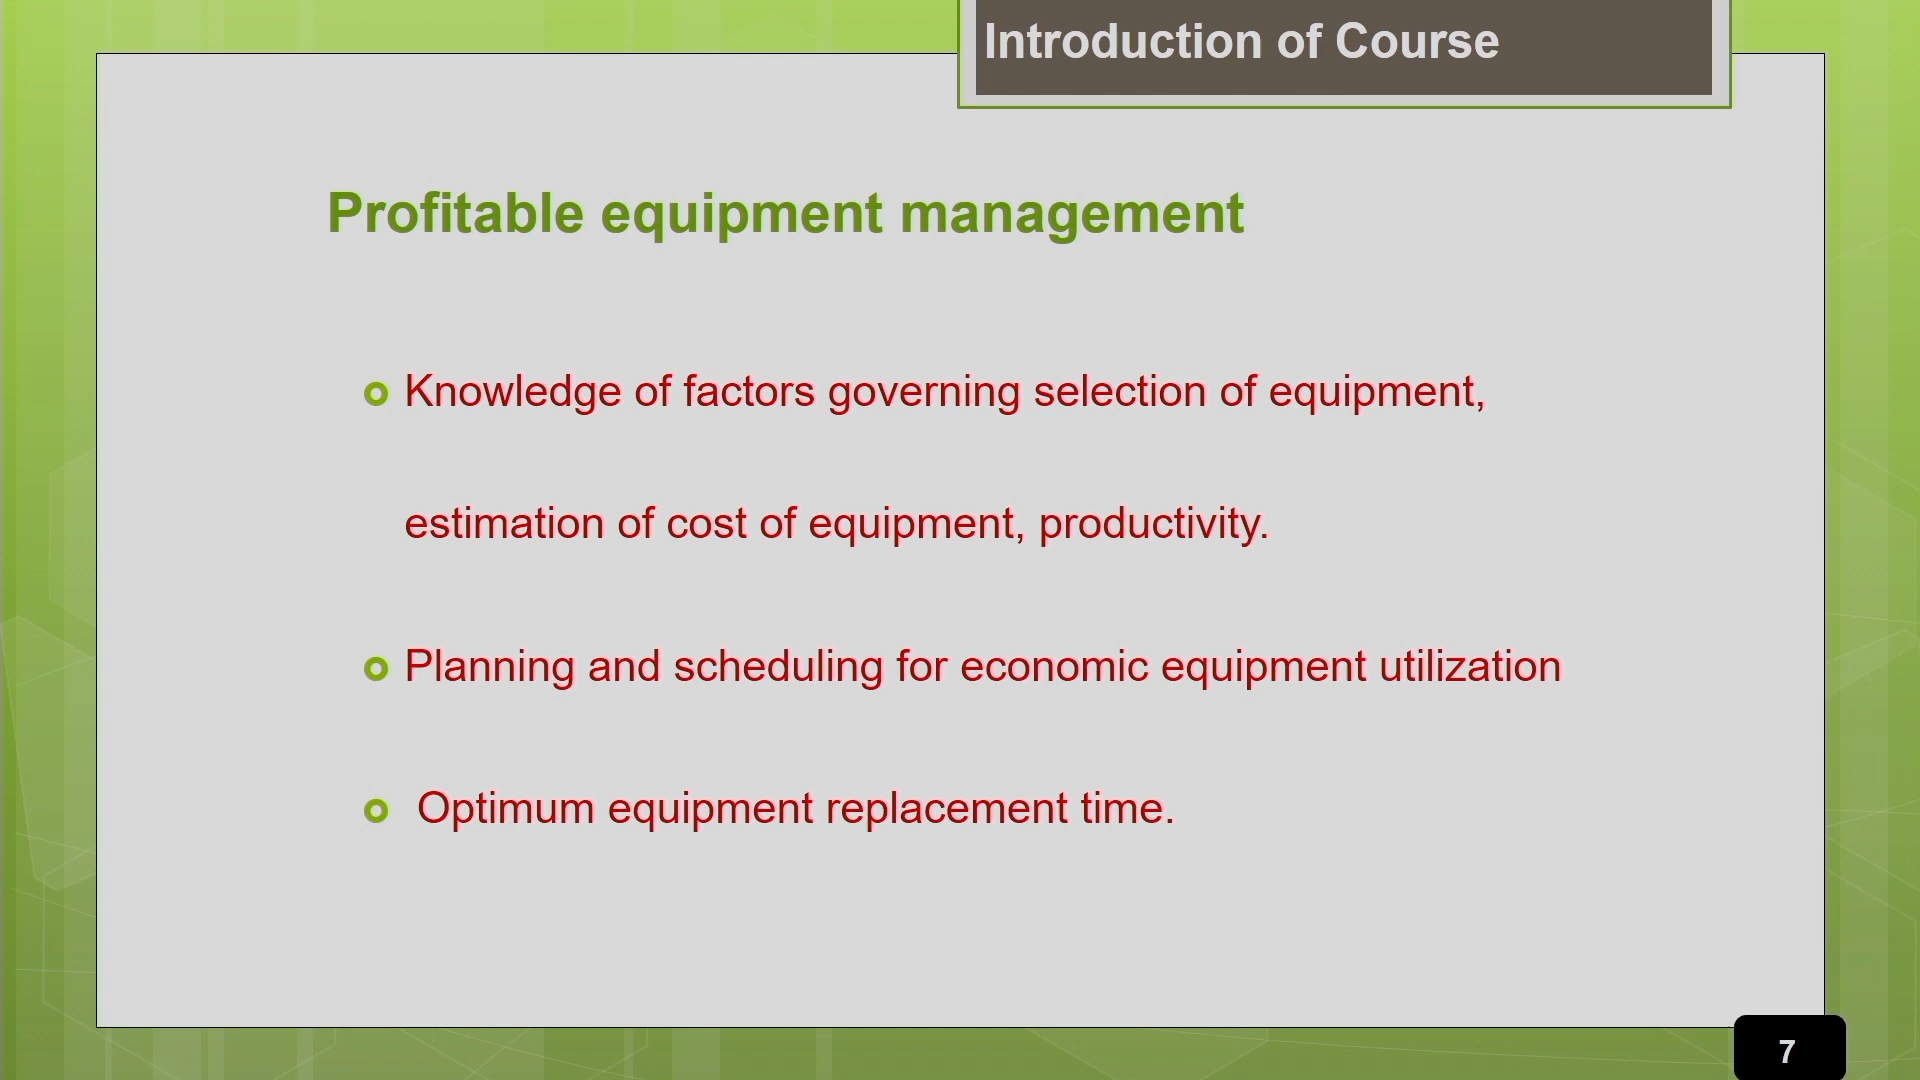 Introduction of Course
Profitable equipment management
Knowledge of factors governing selection of equipment,
estimation of cost of equipment, productivity.
Planning and scheduling for economic equipment utilization
Optimum equipment replacement time.
7